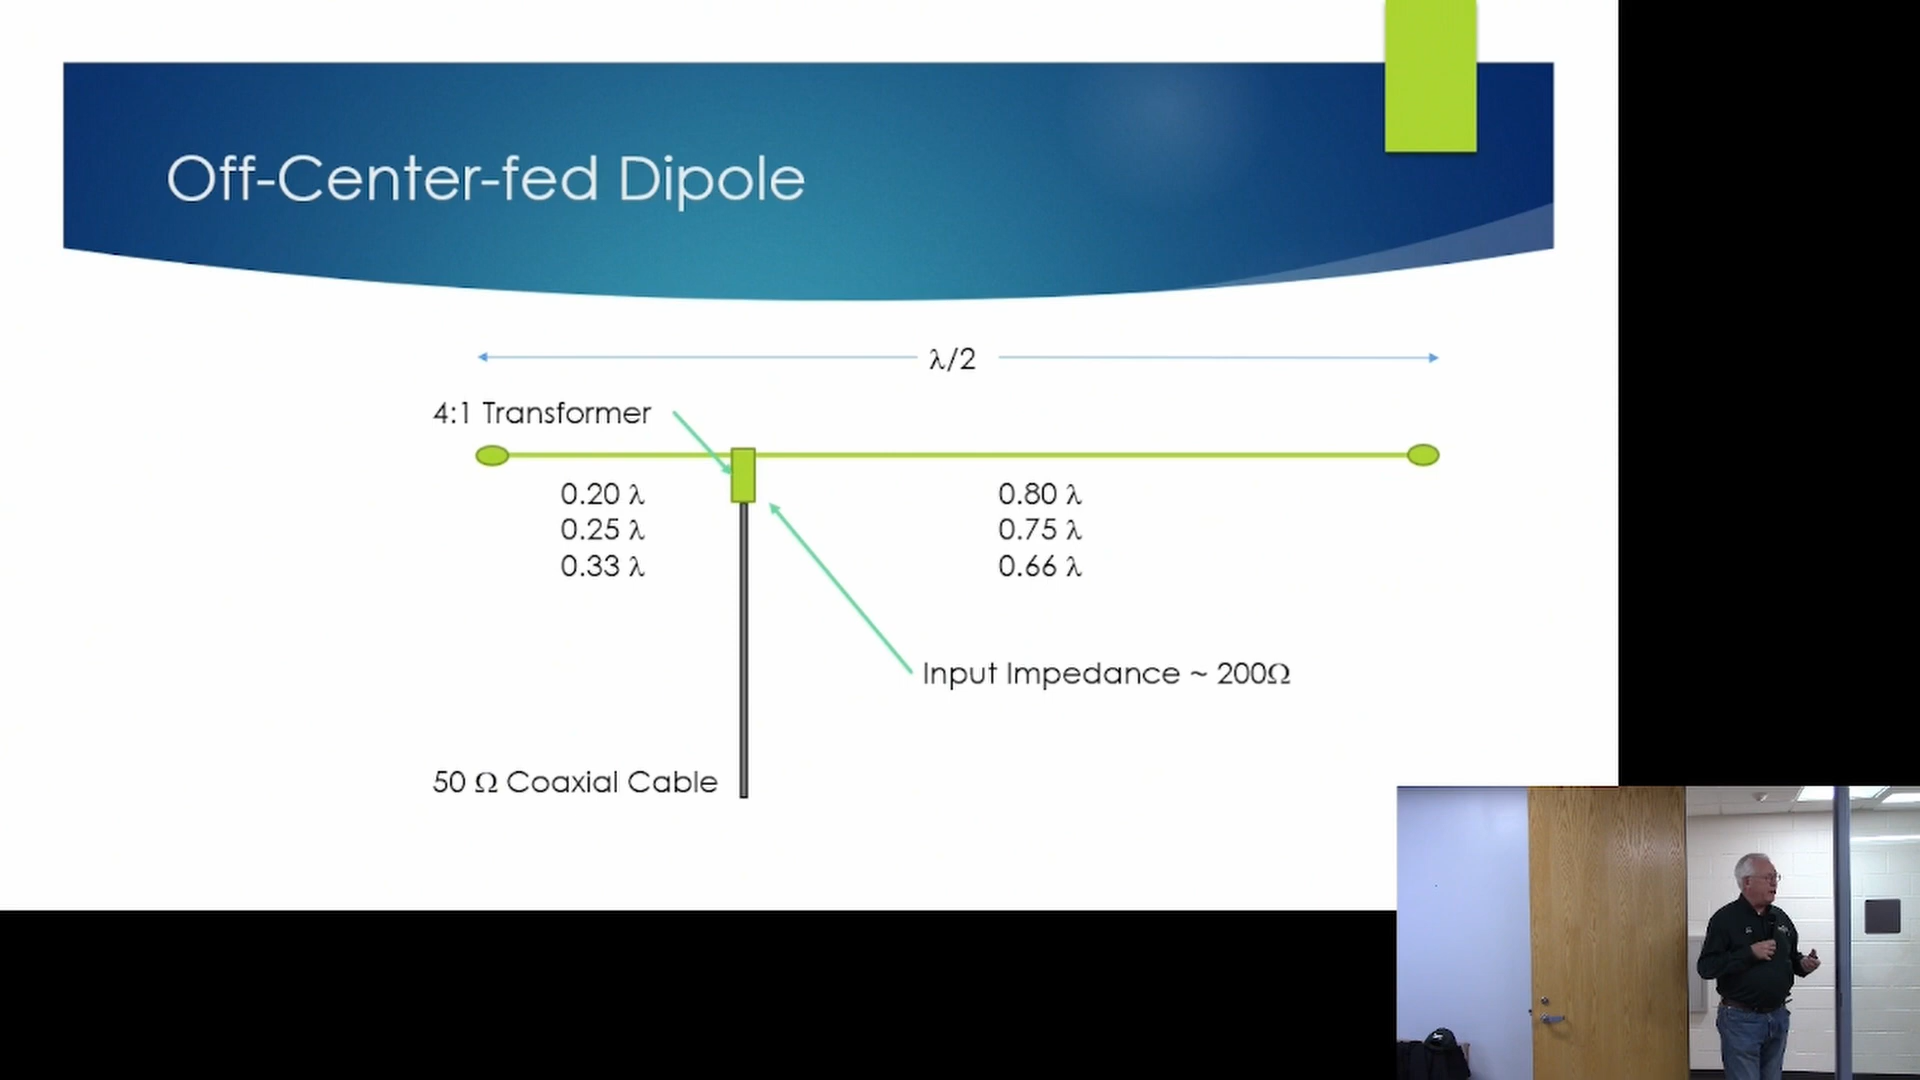 Off-Center-fed Dipole
λ/2
4:1 Transformer
0.20 λ
0.80 λ
0.25 λ
0.75 λ
0.33 λ
0.66 λ
Input Impedance ~ 200Ω
50 Ω Coaxial Cable